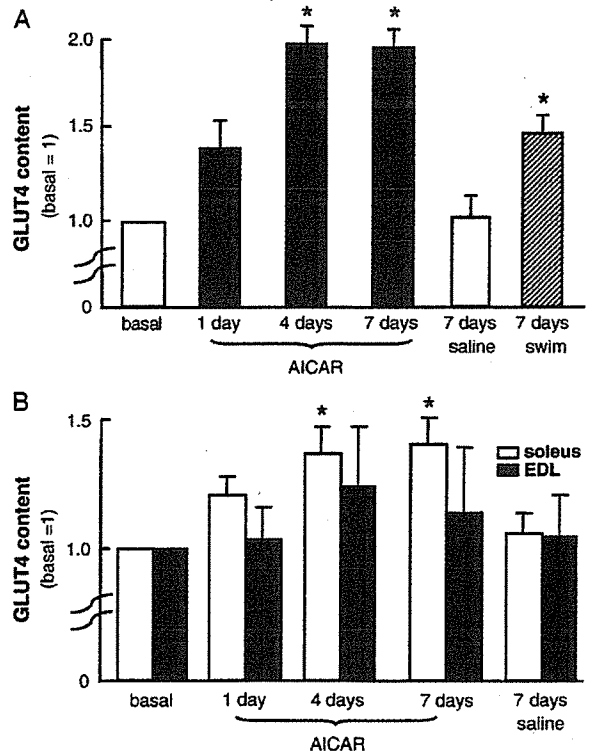 A
GLUT4 content
(basal = 1)
2.0
1.5
1.0
0
* * *
basal 1 day 4 days 7 days 7 days 7 days
saline swim
AICAR
B
GLUT4 content
(basal =1)
1.5
1.0
0
* *
soleus
EDL
basal 1 day 4 days 7 days 7 days
saline
AICAR